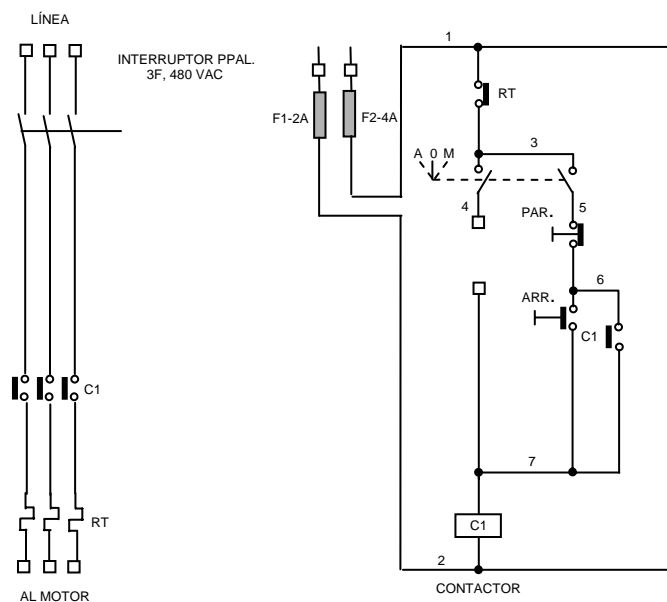 LÍNEA
INTERRUPTOR PPAL.
3F, 480 VAC
F1-2A
F2-4A
1
RT
3
A 0 M
4
5
PAR.
6
ARR.
C1
C1
7
RT
C1
2
CONTACTOR
AL MOTOR